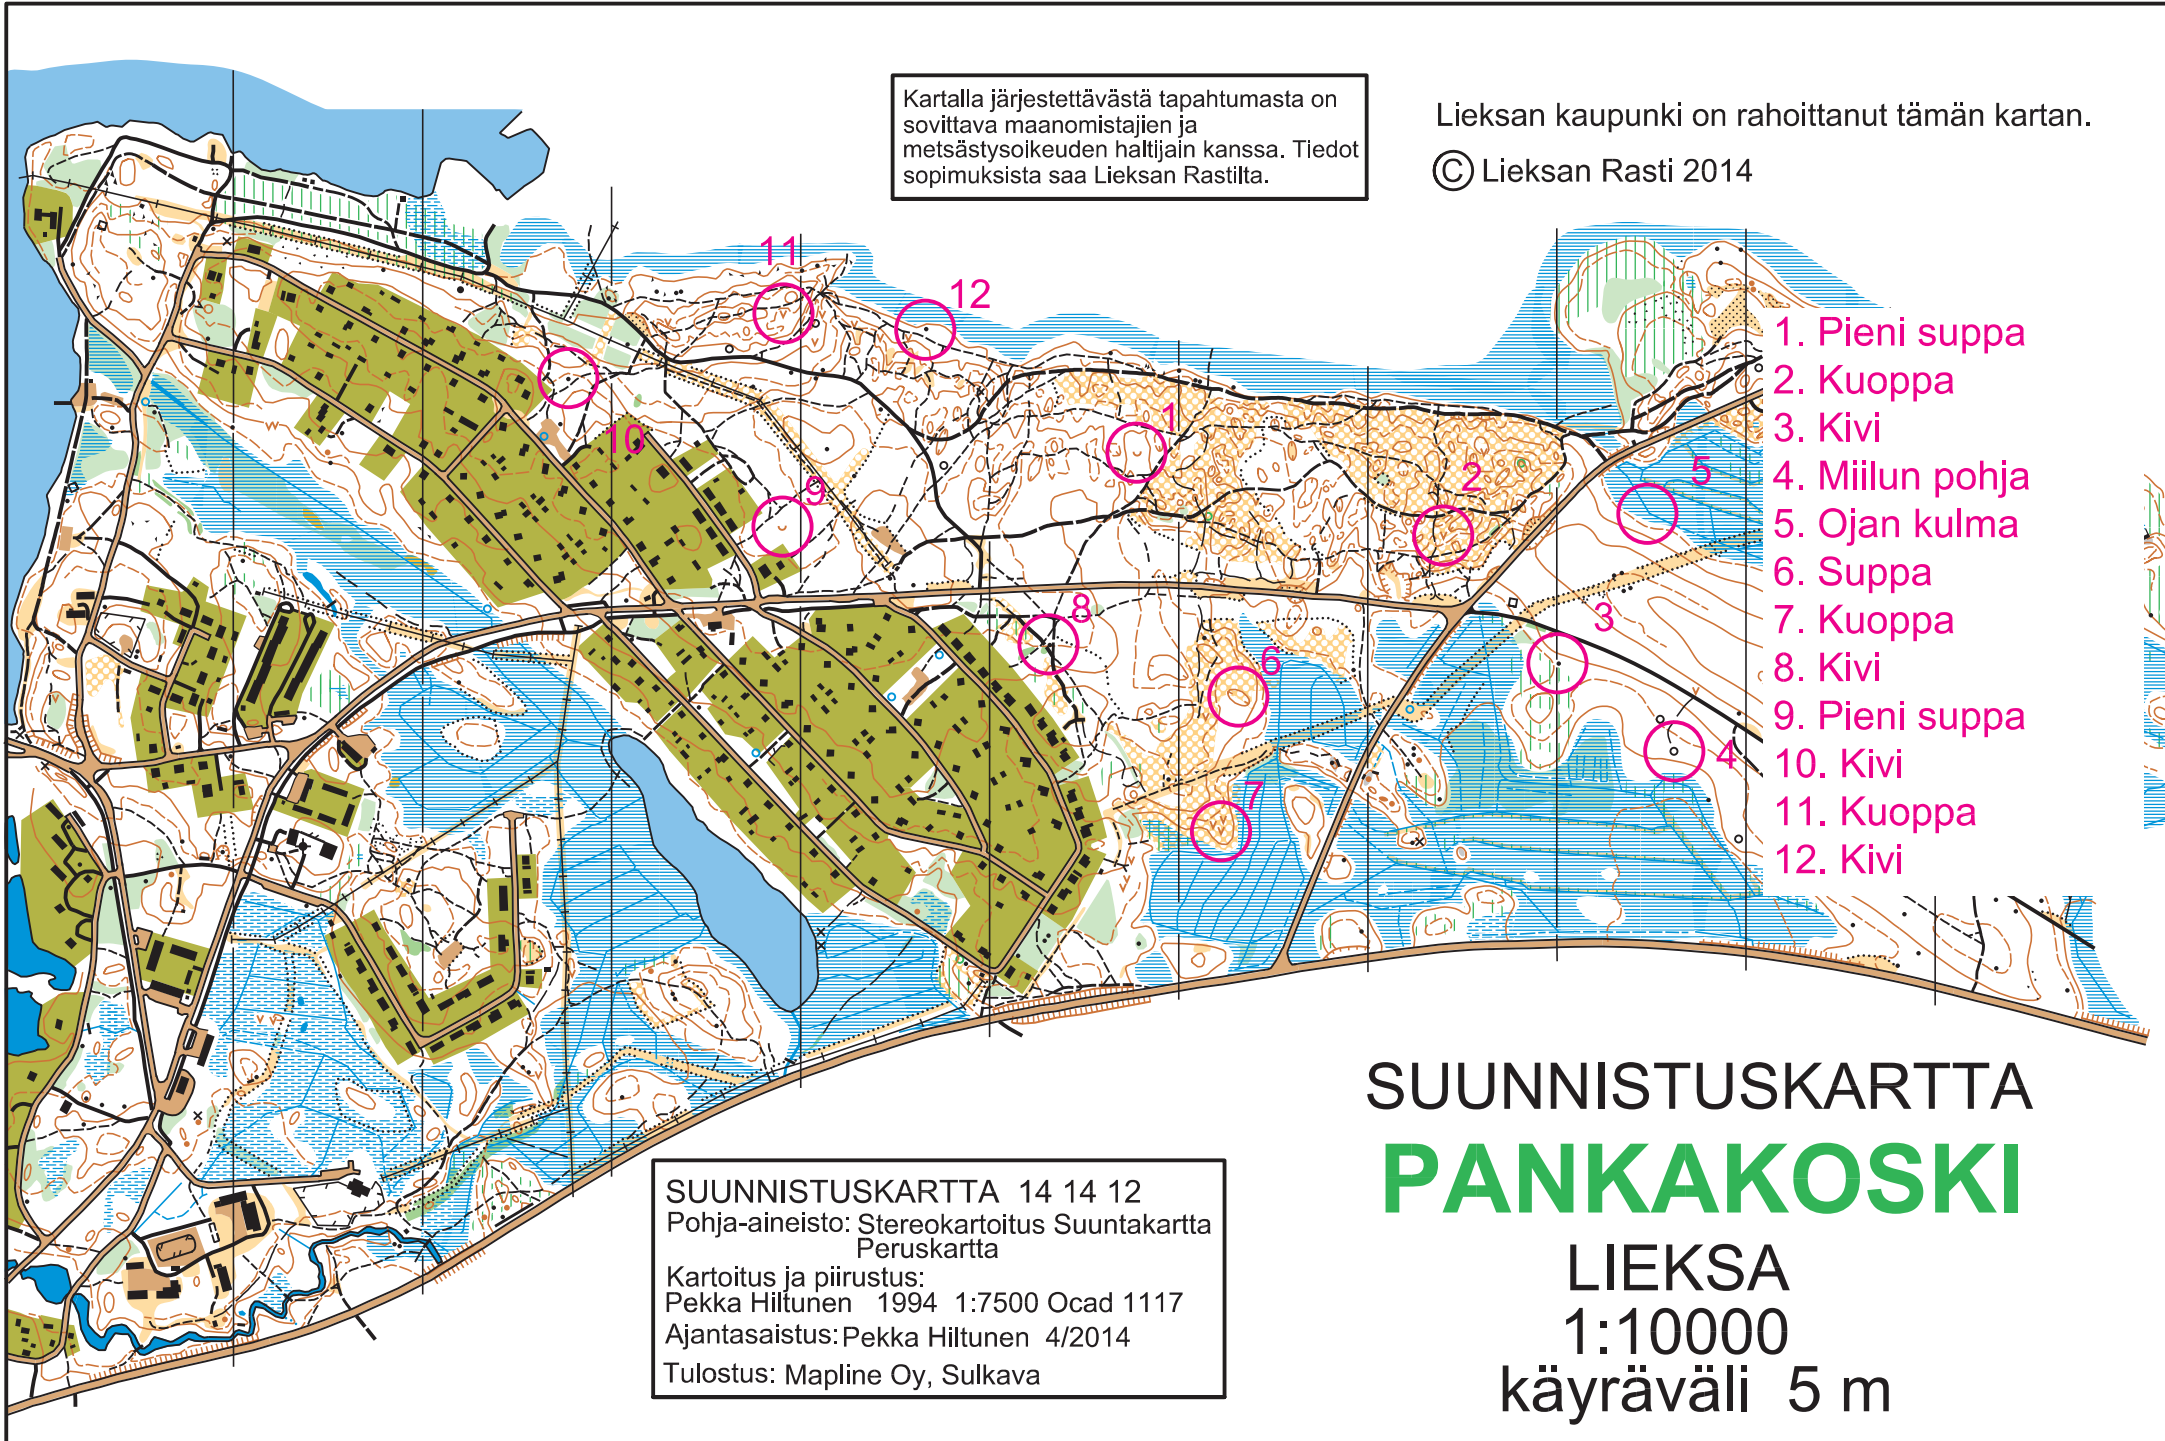 Kartalla järjestettävästä tapahtumasta on
sovittava maanomistajien ja
metsästysoikeuden haltijain kanssa. Tiedot
sopimuksista saa Lieksan Rastilta.
Lieksan kaupunki on rahoittanut tämän kartan.
© Lieksan Rasti 2014
11
12
10
9
1
2
5
8
3
6
4
7
1. Pieni suppa
2. Kuoppa
3. Kivi
4. Miilun pohja
5. Ojan kulma
6. Suppa
7. Kuoppa
8. Kivi
9. Pieni suppa
10. Kivi
11. Kuoppa
12. Kivi
SUUNNISTUSKARTTA 14 14 12
Pohja-aineisto: Stereokartoitus Suuntakartta
Peruskartta
Kartoitus ja piirustus:
Pekka Hiltunen 1994 1:7500 Ocad 1117
Ajantasaistus: Pekka Hiltunen 4/2014
Tulostus: Mapline Oy, Sulkava
SUUNNISTUSKARTTA
PANKAKOSKI
LIEKSA
1:10000
käyräväli 5 m